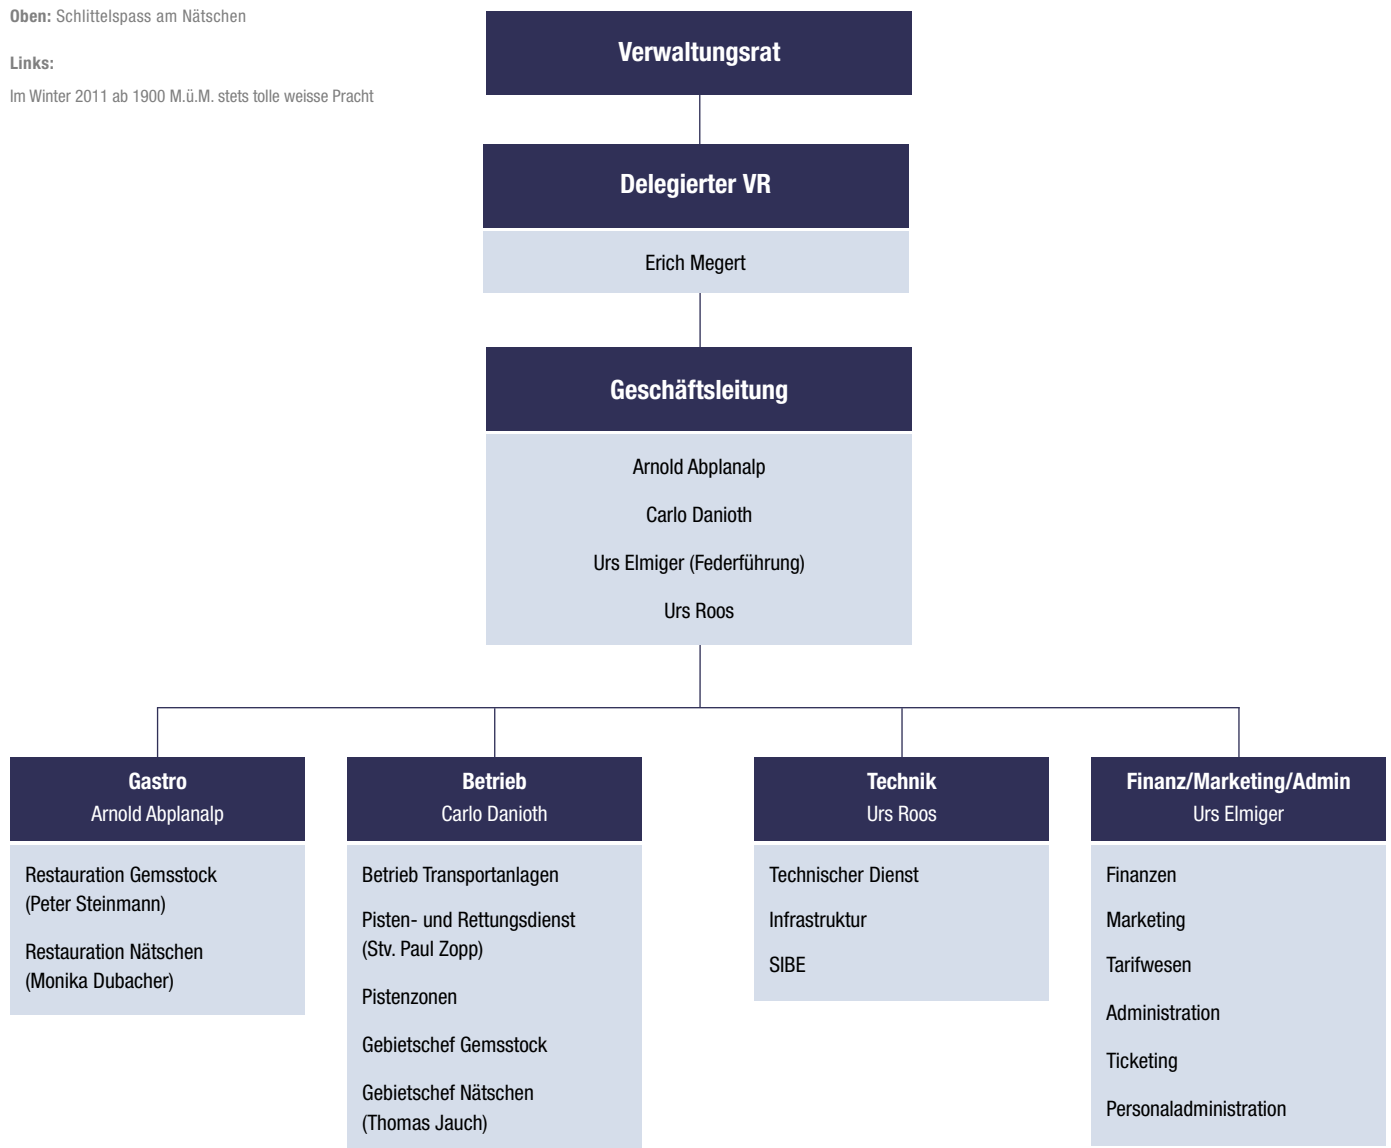 Oben: Schlittelspass am Nätschen
Links:
Im Winter 2011 ab 1900 M.ü.M. stets tolle weisse Pracht
Verwaltungsrat
Delegierter VR
Erich Megert
Geschäftsleitung
Arnold Abplanalp
Carlo Danioth
Urs Elmiger (Federführung)
Urs Roos
Gastro
Arnold Abplanalp
Restauration Gemsstock
(Peter Steinmann)
Restauration Nätschen
(Monika Dubacher)
Betrieb
Carlo Danioth
Betrieb Transportanlagen
Pisten- und Rettungsdienst
(Stv. Paul Zopp)
Pistenzonen
Gebietschef Gemsstock
Gebietschef Nätschen
(Thomas Jauch)
Technik
Urs Roos
Technischer Dienst
Infrastruktur
SIBE
Finanz/Marketing/Admin
Urs Elmiger
Finanzen
Marketing
Tarifwesen
Administration
Ticketing
Personaladministration